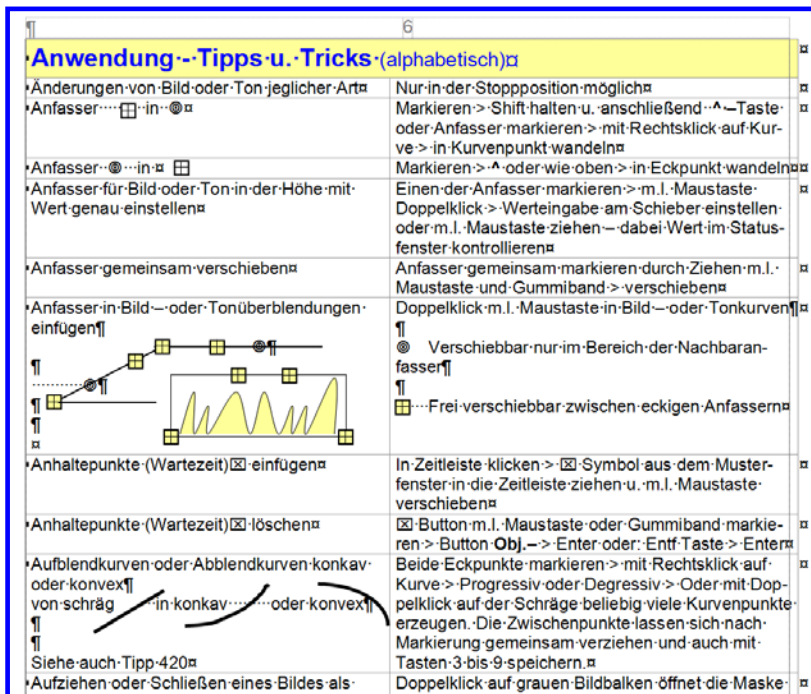 6
Anwendung - Tipps u. Tricks (alphabetisch)
Änderungen von Bild oder Ton jeglicher Art
Nur in der Stoppposition möglich
Anfasser in
Markieren > Shift halten u. anschließend ^ – Taste
oder Anfasser markieren > mit Rechtsklick auf Kur-
ve > in Kurvenpunkt wandeln
Anfasser in
Markieren > ^ oder wie oben > in Eckpunkt wandeln
Anfasser für Bild oder Ton in der Höhe mit
Wert genau einstellen
Einen der Anfasser markieren > m.l. Maustaste
Doppelklick > Werteingabe am Schieber einstellen
oder m.l. Maustaste ziehen – dabei Wert im Status-
fenster kontrollieren
Anfasser gemeinsam verschieben
Anfasser gemeinsam markieren durch Ziehen m.l.
Maustaste und Gummiband > verschieben
Anfasser in Bild – oder Tonüberblendungen
einfügen
Doppelklick m.l. Maustaste in Bild – oder Tonkurven
Verschiebbar nur im Bereich der Nachbaran-
fasser
Frei verschiebbar zwischen eckigen Anfassern
Anhaltepunkte (Wartezeit) ☒ einfügen
In Zeitleiste klicken > ☒ Symbol aus dem Muster-
fenster in die Zeitleiste ziehen u. m.l. Maustaste
verschieben
Anhaltepunkte (Wartezeit) ☒ löschen
☒ Button m.l. Maustaste oder Gummiband markie-
ren > Button Obj.– > Enter oder: Entf Taste > Enter
Aufblendkurven oder Abblendkurven konkav
oder konvex
von schräg in konkav oder konvex
Siehe auch Tipp 420
Beide Eckpunkte markieren > mit Rechtsklick auf
Kurve > Progressiv oder Degressiv > Oder mit Dop-
pelklick auf der Schräge beliebig viele Kurvenpunkte
erzeugen. Die Zwischenpunkte lassen sich nach
Markierung gemeinsam verziehen und auch mit
Tasten 3 bis 9 speichern.
Aufziehen oder Schließen eines Bildes als
Doppelklick auf grauen Bildbalken öffnet die Maske